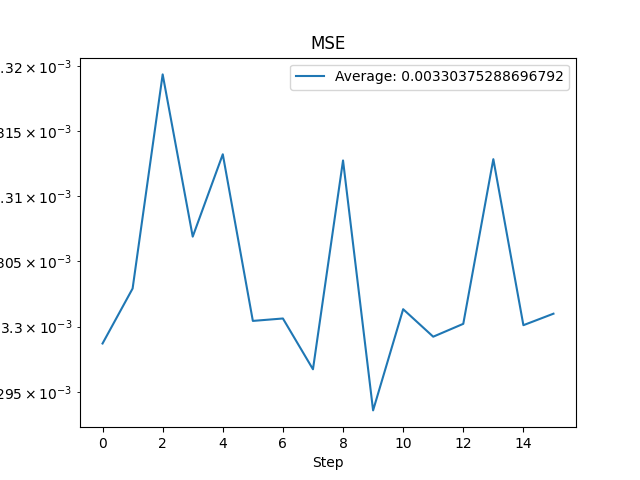 MSE
Average: 0.00330375288696792
.32 × 10⁻³
315 × 10⁻³
.31 × 10⁻³
305 × 10⁻³
3.3 × 10⁻³
295 × 10⁻³
0 2 4 6 8 10 12 14
Step